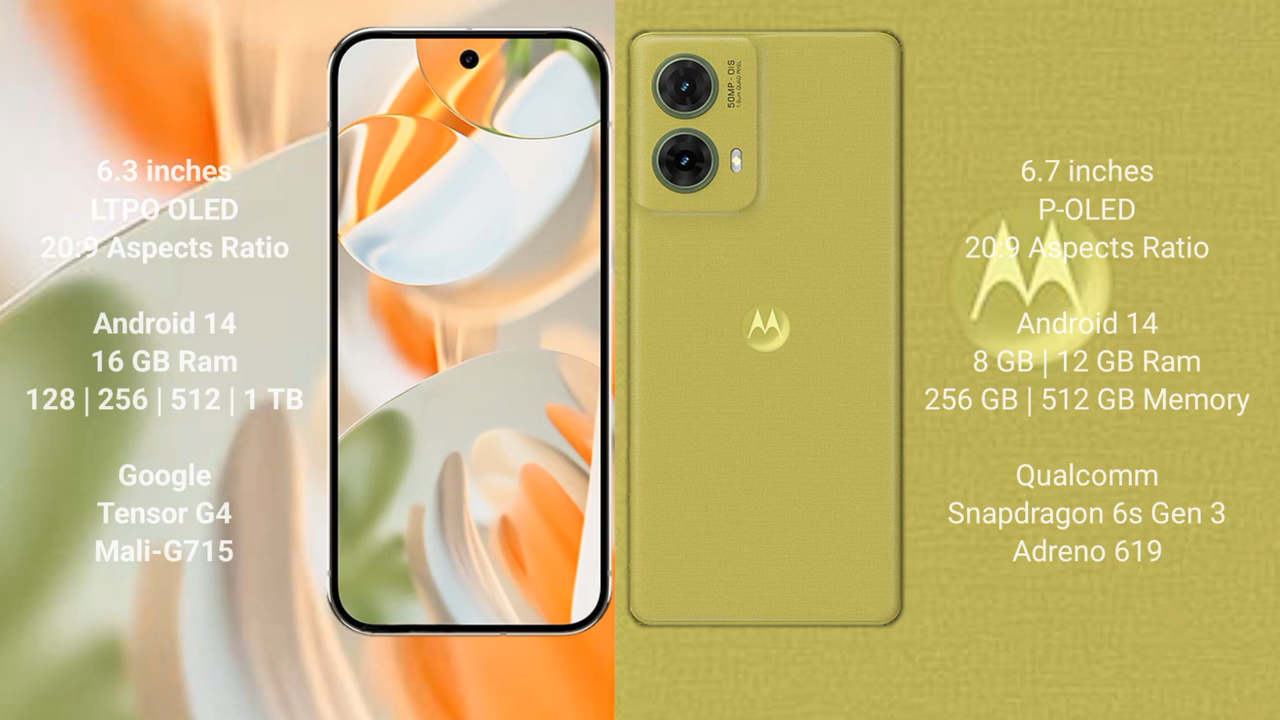 6.3 inches
LTPO OLED
20:9 Aspects Ratio
Android 14
16 GB Ram
128 | 256 | 512 | 1 TB
Google
Tensor G4
Mali-G715
50MP - OIS
6.7 inches
P-OLED
20:9 Aspects Ratio
Android 14
8 GB | 12 GB Ram
256 GB | 512 GB Memory
Qualcomm
Snapdragon 6s Gen 3
Adreno 619